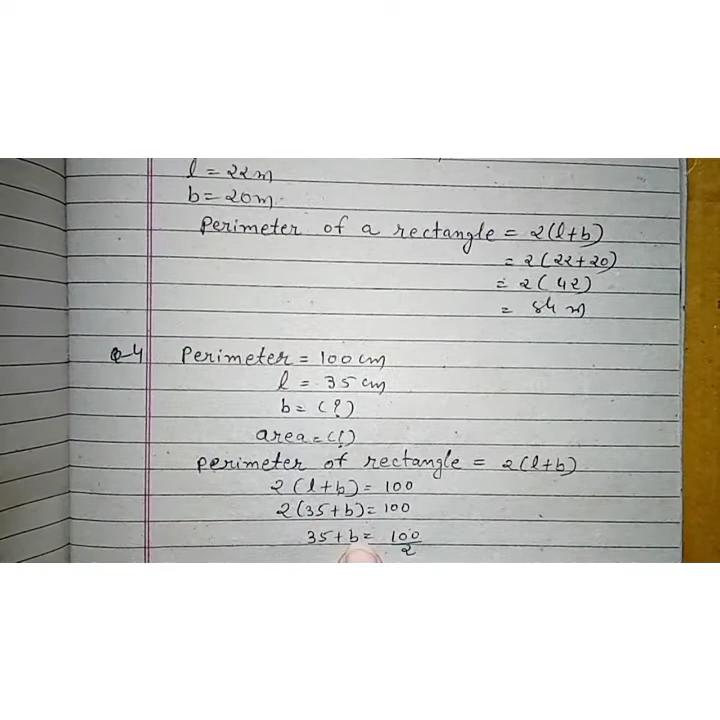 l = 22m
b = 20m
Perimeter of a rectangle = 2(l+b)
= 2(22+20)
= 2(42)
= 84 m
Q-4 Perimeter = 100 cm
l = 35 cm
b = (?)
area = (?)
perimeter of rectangle = 2(l+b)
2(l+b) = 100
2(35+b) = 100
35+b = 100/2